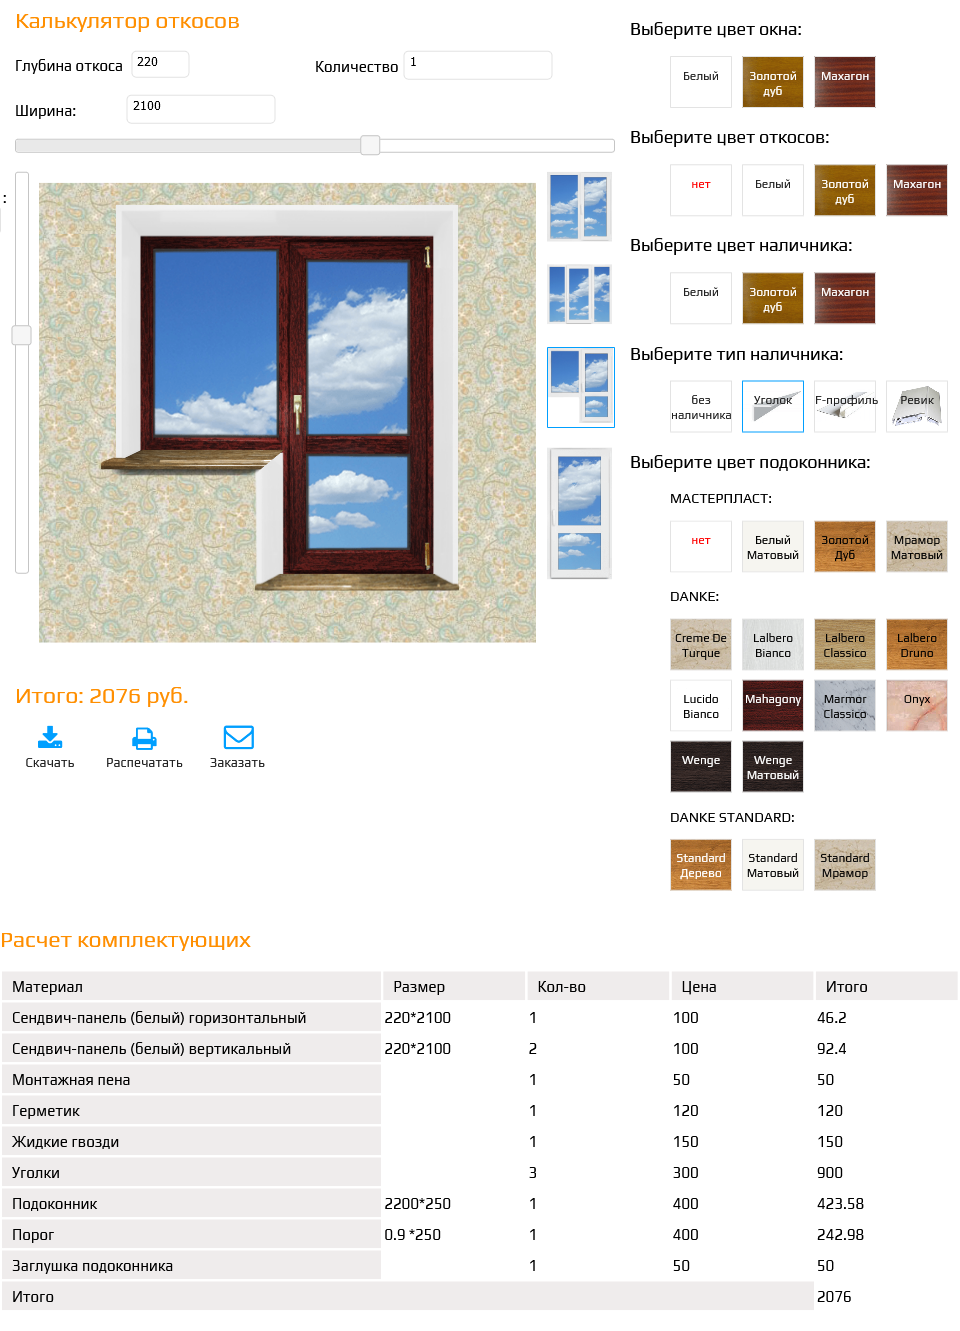 Калькулятор откосов
Глубина откоса 220
Количество 1
Ширина: 2100
:
Итого: 2076 руб.
Скачать
Распечатать
Заказать
Выберите цвет окна:
Белый
Золотой
дуб
Махагон
Выберите цвет откосов:
нет
Белый
Золотой
дуб
Махагон
Выберите цвет наличника:
Белый
Золотой
дуб
Махагон
Выберите тип наличника:
без
наличника
Уголок
F-профиль
Ревик
Выберите цвет подоконника:
МАСТЕРПЛАСТ:
нет
Белый
Матовый
Золотой
Дуб
Мрамор
Матовый
DANKE:
Creme De
Turque
Lalbero
Bianco
Lalbero
Classico
Lalbero
Druno
Lucido
Bianco
Mahagony
Marmor
Classico
Onyx
Wenge
Wenge
Матовый
DANKE STANDARD:
Standard
Дерево
Standard
Матовый
Standard
Мрамор
Расчет комплектующих
Материал Размер Кол-во Цена Итого
Сендвич-панель (белый) горизонтальный 220*2100 1 100 46.2
Сендвич-панель (белый) вертикальный 220*2100 2 100 92.4
Монтажная пена 1 50 50
Герметик 1 120 120
Жидкие гвозди 1 150 150
Уголки 3 300 900
Подоконник 2200*250 1 400 423.58
Порог 0.9 *250 1 400 242.98
Заглушка подоконника 1 50 50
Итого 2076